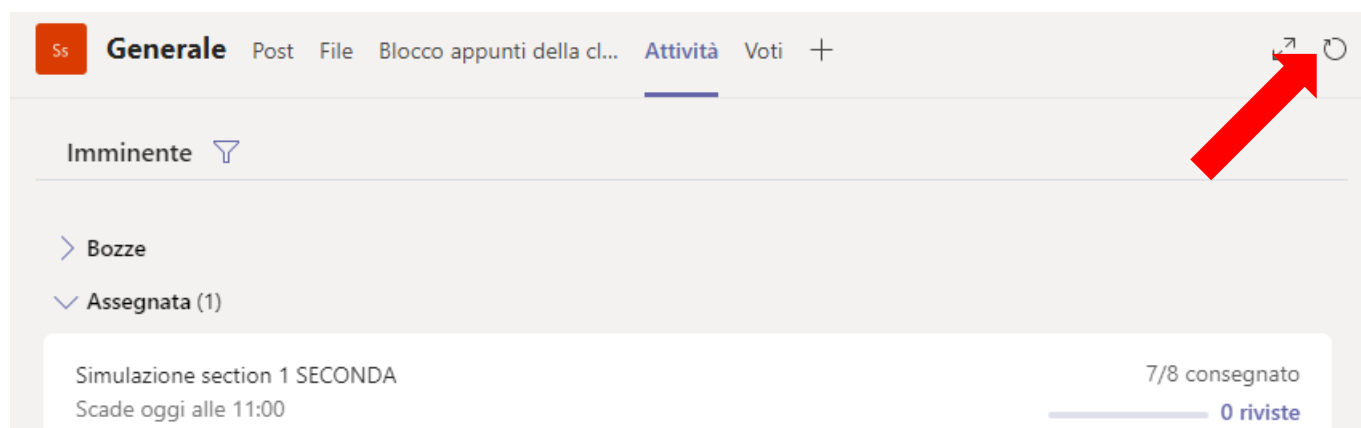 Ss Generale Post File Blocco appunti della cl... Attività Voti +
Imminente
Bozze
Assegnata (1)
Simulazione section 1 SECONDA 7/8 consegnato
Scade oggi alle 11:00 0 riviste